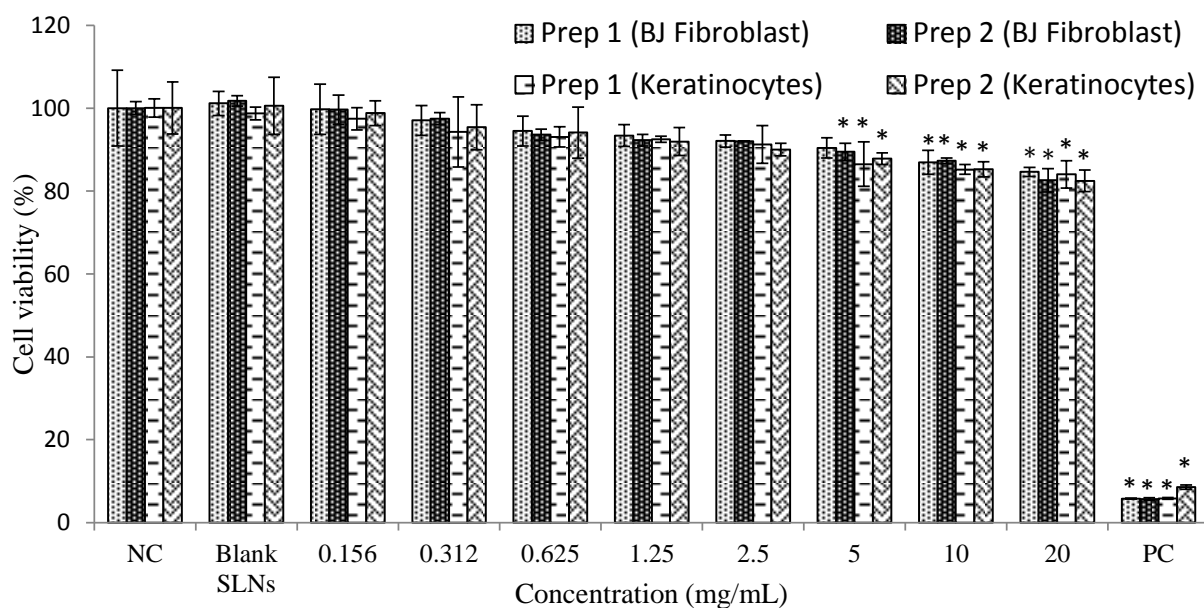 120
100
80
60
40
20
0
Cell viability (%)
Prep 1 (BJ Fibroblast)
Prep 2 (BJ Fibroblast)
Prep 1 (Keratinocytes)
Prep 2 (Keratinocytes)
* * *
* * * *
* * * *
* * * *
NC Blank SLNs 0.156 0.312 0.625 1.25 2.5 5 10 20 PC
Concentration (mg/mL)